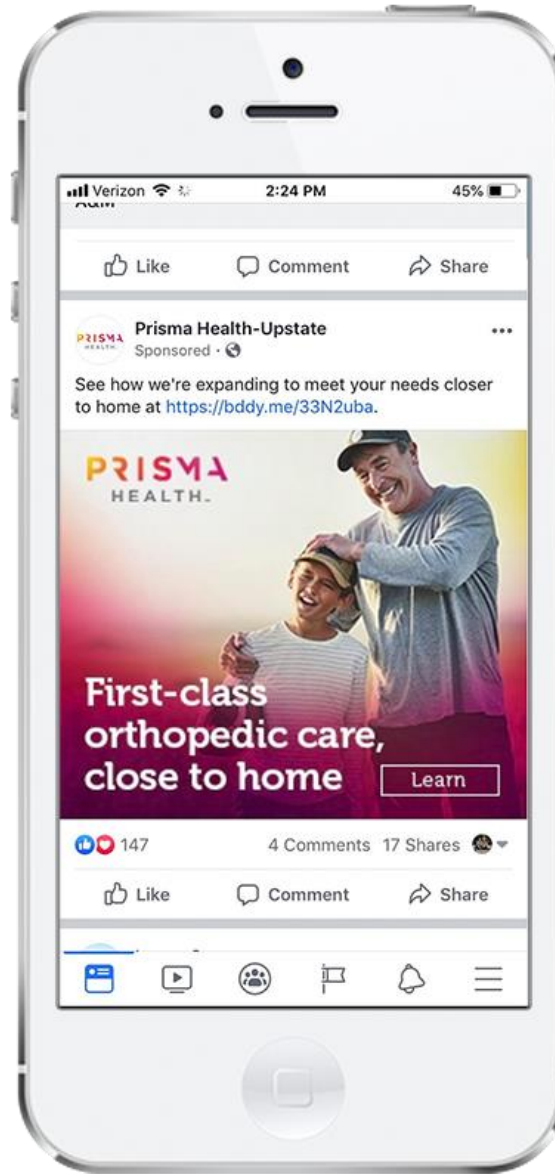 Verizon 2:24 PM 45%
A&M
Like Comment Share
PRISMA HEALTH. Prisma Health-Upstate
Sponsored ·
See how we're expanding to meet your needs closer
to home at https://bddy.me/33N2uba.
PRISMA
HEALTH.
First-class
orthopedic care,
close to home Learn
147 4 Comments 17 Shares
Like Comment Share